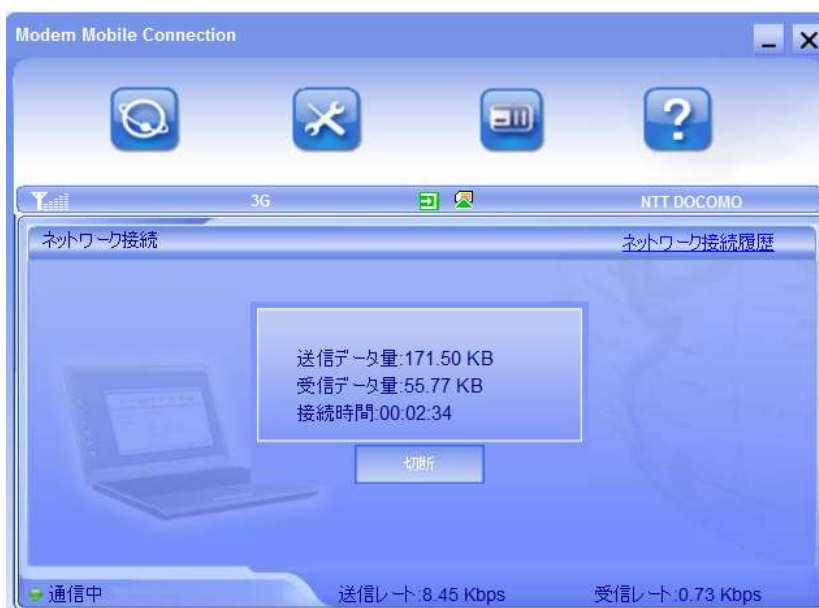 Modem Mobile Connection
3G
NTT DOCOMO
ネットワーク接続
ネットワーク接続履歴
送信データ量:171.50 KB
受信データ量:55.77 KB
接続時間:00:02:34
切断
通信中
送信レート:8.45 Kbps
受信レート:0.73 Kbps